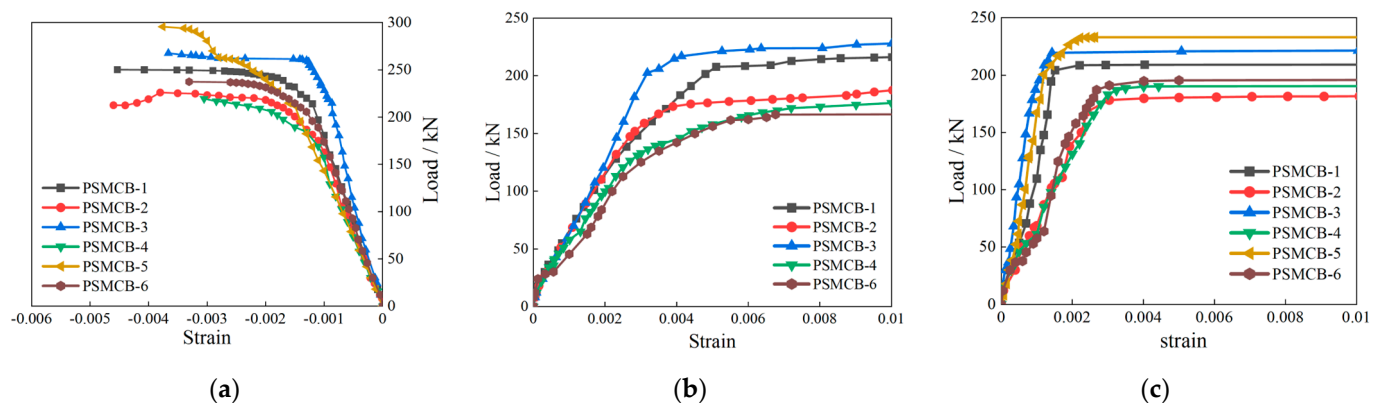 300
250
200
150
100
50
0
Load / kN
PSMCB-1
PSMCB-2
PSMCB-3
PSMCB-4
PSMCB-5
PSMCB-6
-0.006 -0.005 -0.004 -0.003 -0.002 -0.001 0
Strain
(a)
250
200
150
100
50
0
Load / kN
PSMCB-1
PSMCB-2
PSMCB-3
PSMCB-4
PSMCB-6
0 0.002 0.004 0.006 0.008 0.01
Strain
(b)
250
200
150
100
50
0
Load / kN
PSMCB-1
PSMCB-2
PSMCB-3
PSMCB-4
PSMCB-5
PSMCB-6
0 0.002 0.004 0.006 0.008 0.01
strain
(c)